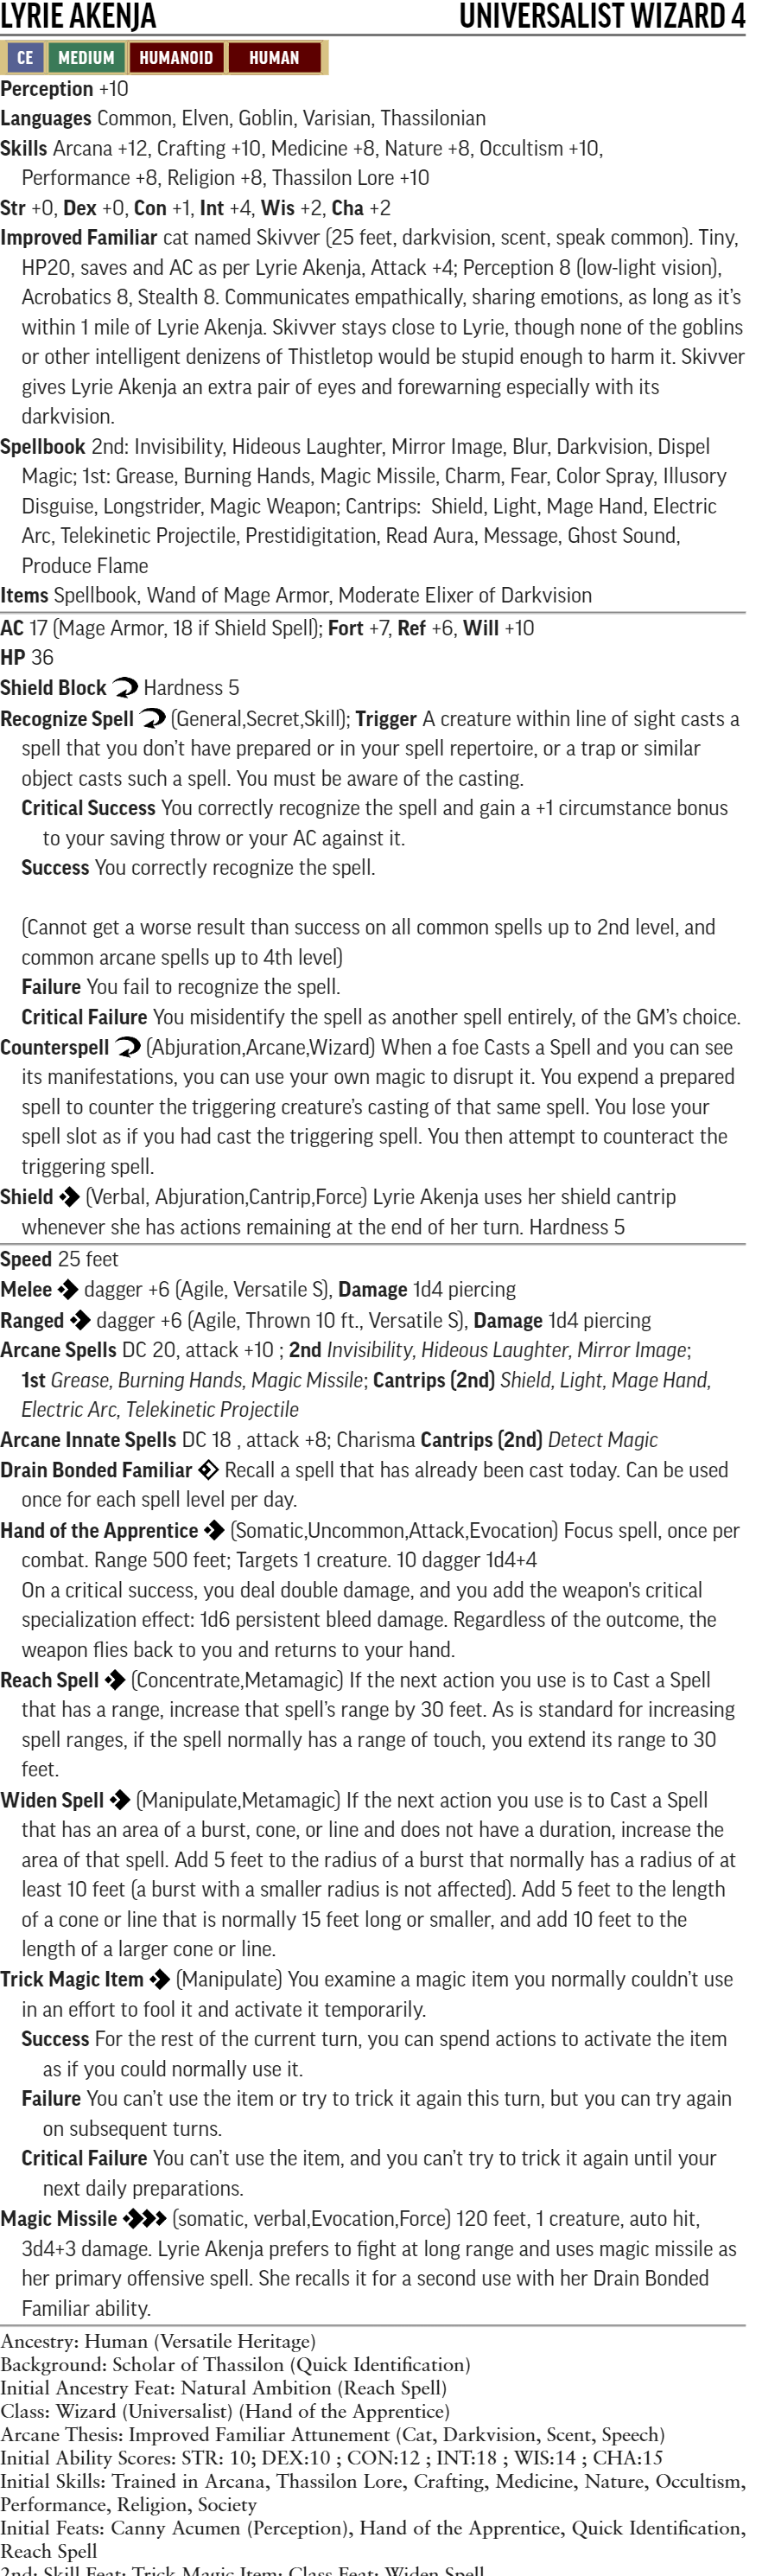 LYRIE AKENJA UNIVERSALIST WIZARD 4
CE MEDIUM HUMANOID HUMAN
Perception +10
Languages Common, Elven, Goblin, Varisian, Thassilonian
Skills Arcana +12, Crafting +10, Medicine +8, Nature +8, Occultism +10,
Performance +8, Religion +8, Thassilon Lore +10
Str +0, Dex +0, Con +1, Int +4, Wis +2, Cha +2
Improved Familiar cat named Skivver (25 feet, darkvision, scent, speak common). Tiny,
HP20, saves and AC as per Lyrie Akenja, Attack +4; Perception 8 (low-light vision),
Acrobatics 8, Stealth 8. Communicates empathically, sharing emotions, as long as it's
within 1 mile of Lyrie Akenja. Skivver stays close to Lyrie, though none of the goblins
or other intelligent denizens of Thistletop would be stupid enough to harm it. Skivver
gives Lyrie Akenja an extra pair of eyes and forewarning especially with its
darkvision.
Spellbook 2nd: Invisibility, Hideous Laughter, Mirror Image, Blur, Darkvision, Dispel
Magic; 1st: Grease, Burning Hands, Magic Missile, Charm, Fear, Color Spray, Illusory
Disguise, Longstrider, Magic Weapon; Cantrips: Shield, Light, Mage Hand, Electric
Arc, Telekinetic Projectile, Prestidigitation, Read Aura, Message, Ghost Sound,
Produce Flame
Items Spellbook, Wand of Mage Armor, Moderate Elixer of Darkvision
AC 17 (Mage Armor, 18 if Shield Spell); Fort +7, Ref +6, Will +10
HP 36
Shield Block Hardness 5
Recognize Spell (General,Secret,Skill); Trigger A creature within line of sight casts a
spell that you don't have prepared or in your spell repertoire, or a trap or similar
object casts such a spell. You must be aware of the casting.
Critical Success You correctly recognize the spell and gain a +1 circumstance bonus
to your saving throw or your AC against it.
Success You correctly recognize the spell.
(Cannot get a worse result than success on all common spells up to 2nd level, and
common arcane spells up to 4th level)
Failure You fail to recognize the spell.
Critical Failure You misidentify the spell as another spell entirely, of the GM's choice.
Counterspell (Abjuration,Arcane,Wizard) When a foe Casts a Spell and you can see
its manifestations, you can use your own magic to disrupt it. You expend a prepared
spell to counter the triggering creature's casting of that same spell. You lose your
spell slot as if you had cast the triggering spell. You then attempt to counteract the
triggering spell.
Shield (Verbal, Abjuration,Cantrip,Force) Lyrie Akenja uses her shield cantrip
whenever she has actions remaining at the end of her turn. Hardness 5
Speed 25 feet
Melee dagger +6 (Agile, Versatile S), Damage 1d4 piercing
Ranged dagger +6 (Agile, Thrown 10 ft., Versatile S), Damage 1d4 piercing
Arcane Spells DC 20, attack +10 ; 2nd Invisibility, Hideous Laughter, Mirror Image;
1st Grease, Burning Hands, Magic Missile; Cantrips (2nd) Shield, Light, Mage Hand,
Electric Arc, Telekinetic Projectile
Arcane Innate Spells DC 18 , attack +8; Charisma Cantrips (2nd) Detect Magic
Drain Bonded Familiar Recall a spell that has already been cast today. Can be used
once for each spell level per day.
Hand of the Apprentice (Somatic,Uncommon,Attack,Evocation) Focus spell, once per
combat. Range 500 feet; Targets 1 creature. 10 dagger 1d4+4
On a critical success, you deal double damage, and you add the weapon's critical
specialization effect: 1d6 persistent bleed damage. Regardless of the outcome, the
weapon flies back to you and returns to your hand.
Reach Spell (Concentrate,Metamagic) If the next action you use is to Cast a Spell
that has a range, increase that spell's range by 30 feet. As is standard for increasing
spell ranges, if the spell normally has a range of touch, you extend its range to 30
feet.
Widen Spell (Manipulate,Metamagic) If the next action you use is to Cast a Spell
that has an area of a burst, cone, or line and does not have a duration, increase the
area of that spell. Add 5 feet to the radius of a burst that normally has a radius of at
least 10 feet (a burst with a smaller radius is not affected). Add 5 feet to the length
of a cone or line that is normally 15 feet long or smaller, and add 10 feet to the
length of a larger cone or line.
Trick Magic Item (Manipulate) You examine a magic item you normally couldn't use
in an effort to fool it and activate it temporarily.
Success For the rest of the current turn, you can spend actions to activate the item
as if you could normally use it.
Failure You can't use the item or try to trick it again this turn, but you can try again
on subsequent turns.
Critical Failure You can't use the item, and you can't try to trick it again until your
next daily preparations.
Magic Missile (somatic, verbal,Evocation,Force) 120 feet, 1 creature, auto hit,
3d4+3 damage. Lyrie Akenja prefers to fight at long range and uses magic missile as
her primary offensive spell. She recalls it for a second use with her Drain Bonded
Familiar ability.
Ancestry: Human (Versatile Heritage)
Background: Scholar of Thassilon (Quick Identification)
Initial Ancestry Feat: Natural Ambition (Reach Spell)
Class: Wizard (Universalist) (Hand of the Apprentice)
Arcane Thesis: Improved Familiar Attunement (Cat, Darkvision, Scent, Speech)
Initial Ability Scores: STR: 10; DEX:10 ; CON:12 ; INT:18 ; WIS:14 ; CHA:15
Initial Skills: Trained in Arcana, Thassilon Lore, Crafting, Medicine, Nature, Occultism,
Performance, Religion, Society
Initial Feats: Canny Acumen (Perception), Hand of the Apprentice, Quick Identification,
Reach Spell
2nd: Skill Feat: Trick Magic Item; Class Feat: Widen Spell